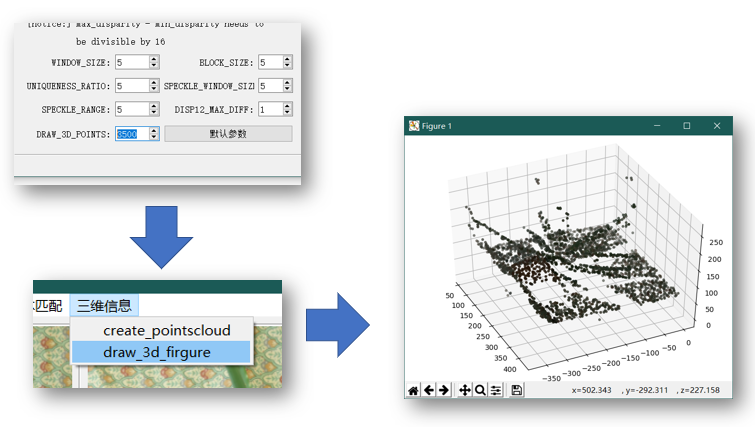 [notice:] max_disparity - min_disparity needs to
be divisible by 16
WINDOW_SIZE: 5 BLOCK_SIZE: 5
UNIQUENESS_RATIO: 5 SPECKLE_WINDOW_SIZ 5
SPECKLE_RANGE: 5 DISP12_MAX_DIFF: 1
DRAW_3D_POINTS: 3500 默认参数
匹配 三维信息
create_pointscloud
draw_3d_firgure
Figure 1
250
200
150
100
50
0
50
100
150
200
250
300
350
400
−350
−300
−250
−200
−150
−100
−50
0
x=502.343 , y=-292.311 , z=227.158